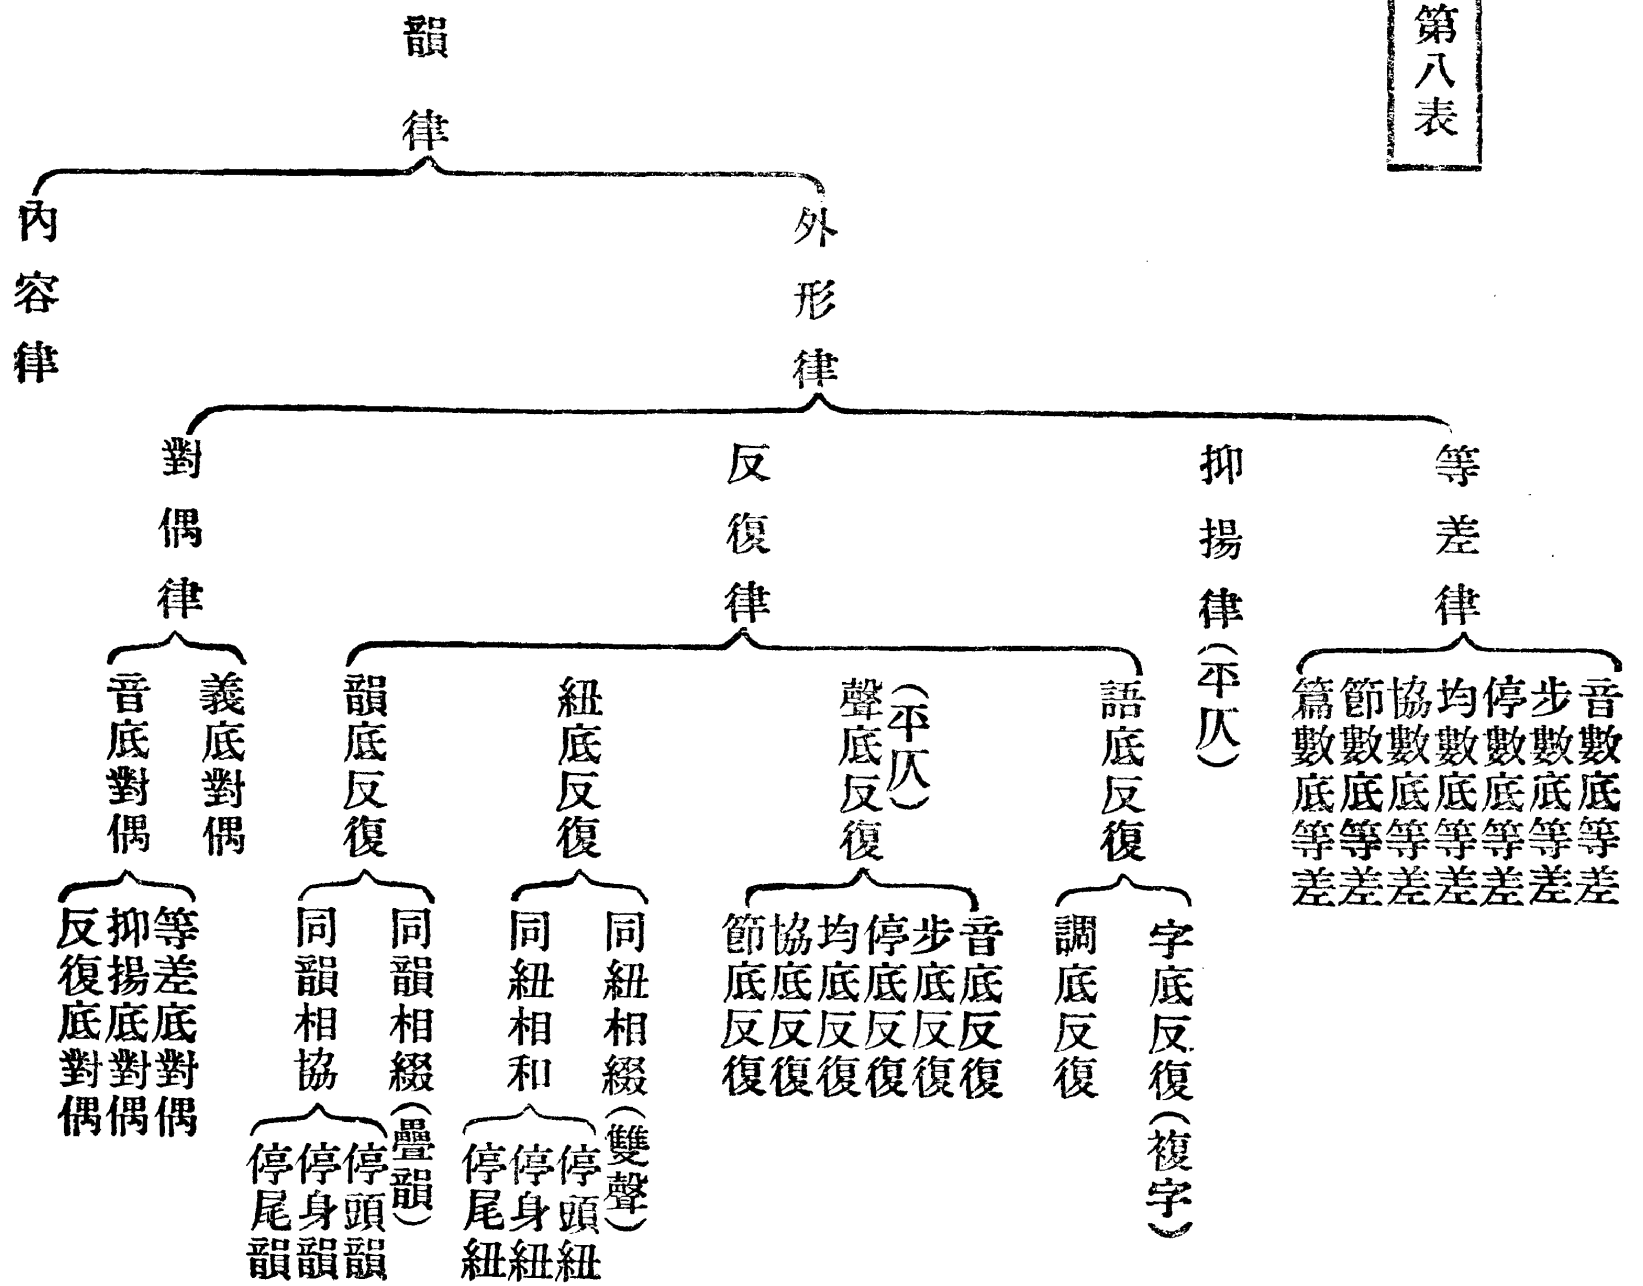 第八表
韻律
外形律
內容律
等差律
抑揚律(平仄)
反復律
對偶律
音數底等差
步數底等差
停數底等差
均數底等差
協數底等差
節數底等差
篇數底等差
語底反復
(平仄)
聲底反復
紐底反復
韻底反復
義底對偶
音底對偶
字底反復(複字)
調底反復
音底反復
步底反復
停底反復
均底反復
協底反復
節底反復
同紐相綴(雙聲)
同紐相和
同韻相綴(疊韻)
同韻相協
等差底對偶
抑揚底對偶
反復底對偶
停頭紐
停身紐
停尾紐
停頭韻
停身韻
停尾韻